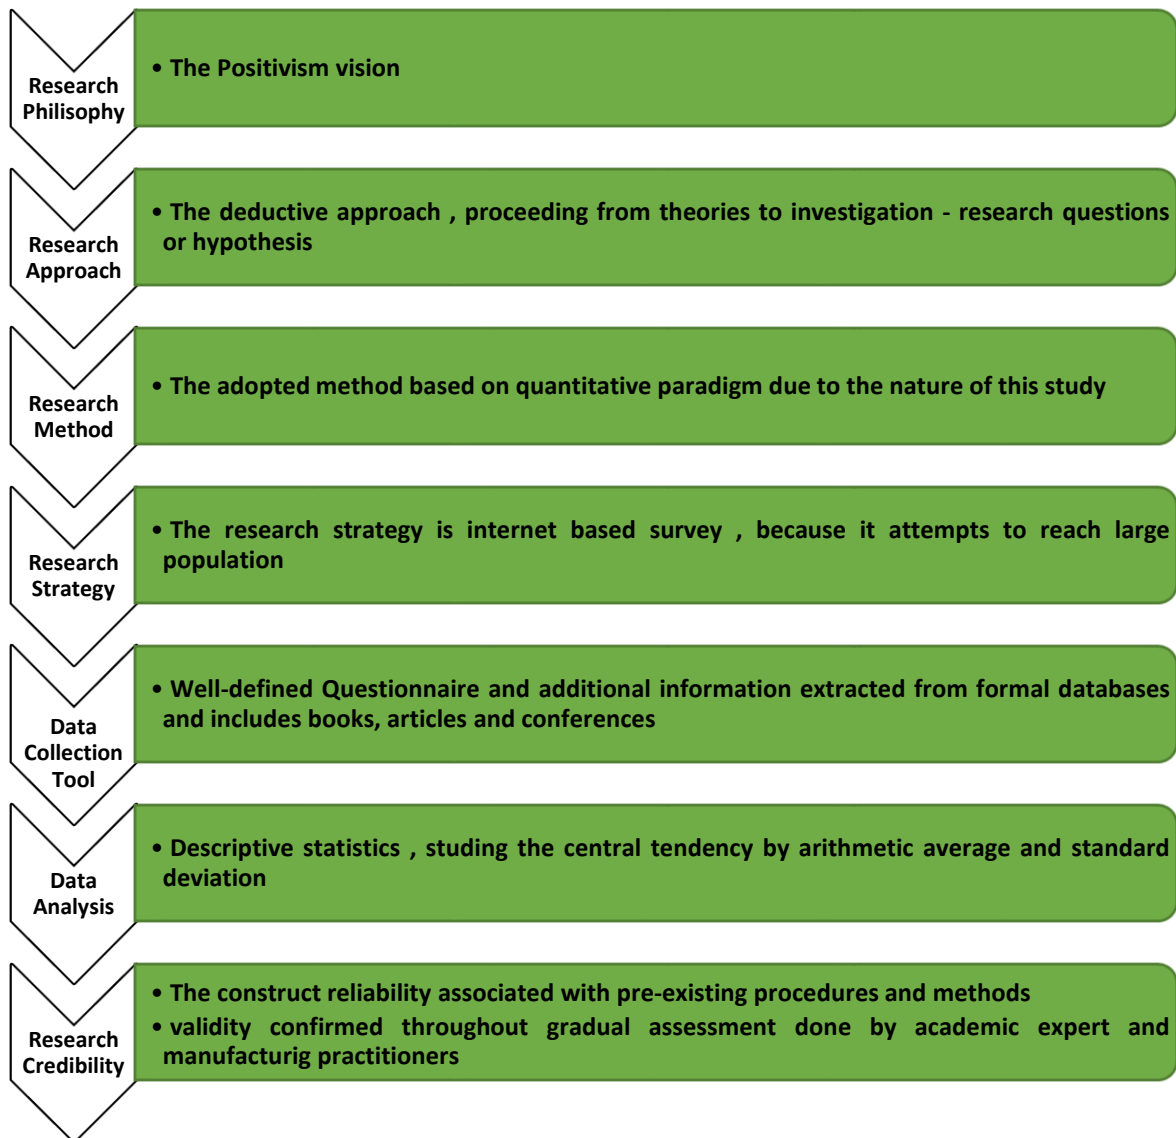 Research
Philisophy
• The Positivism vision
Research
Approach
• The deductive approach , proceeding from theories to investigation - research questions
or hypothesis
Research
Method
• The adopted method based on quantitative paradigm due to the nature of this study
Research
Strategy
• The research strategy is internet based survey , because it attempts to reach large
population
Data
Collection
Tool
• Well-defined Questionnaire and additional information extracted from formal databases
and includes books, articles and conferences
Data
Analysis
• Descriptive statistics , studing the central tendency by arithmetic average and standard
deviation
Research
Credibility
• The construct reliability associated with pre-existing procedures and methods
• validity confirmed throughout gradual assessment done by academic expert and
manufacturig practitioners